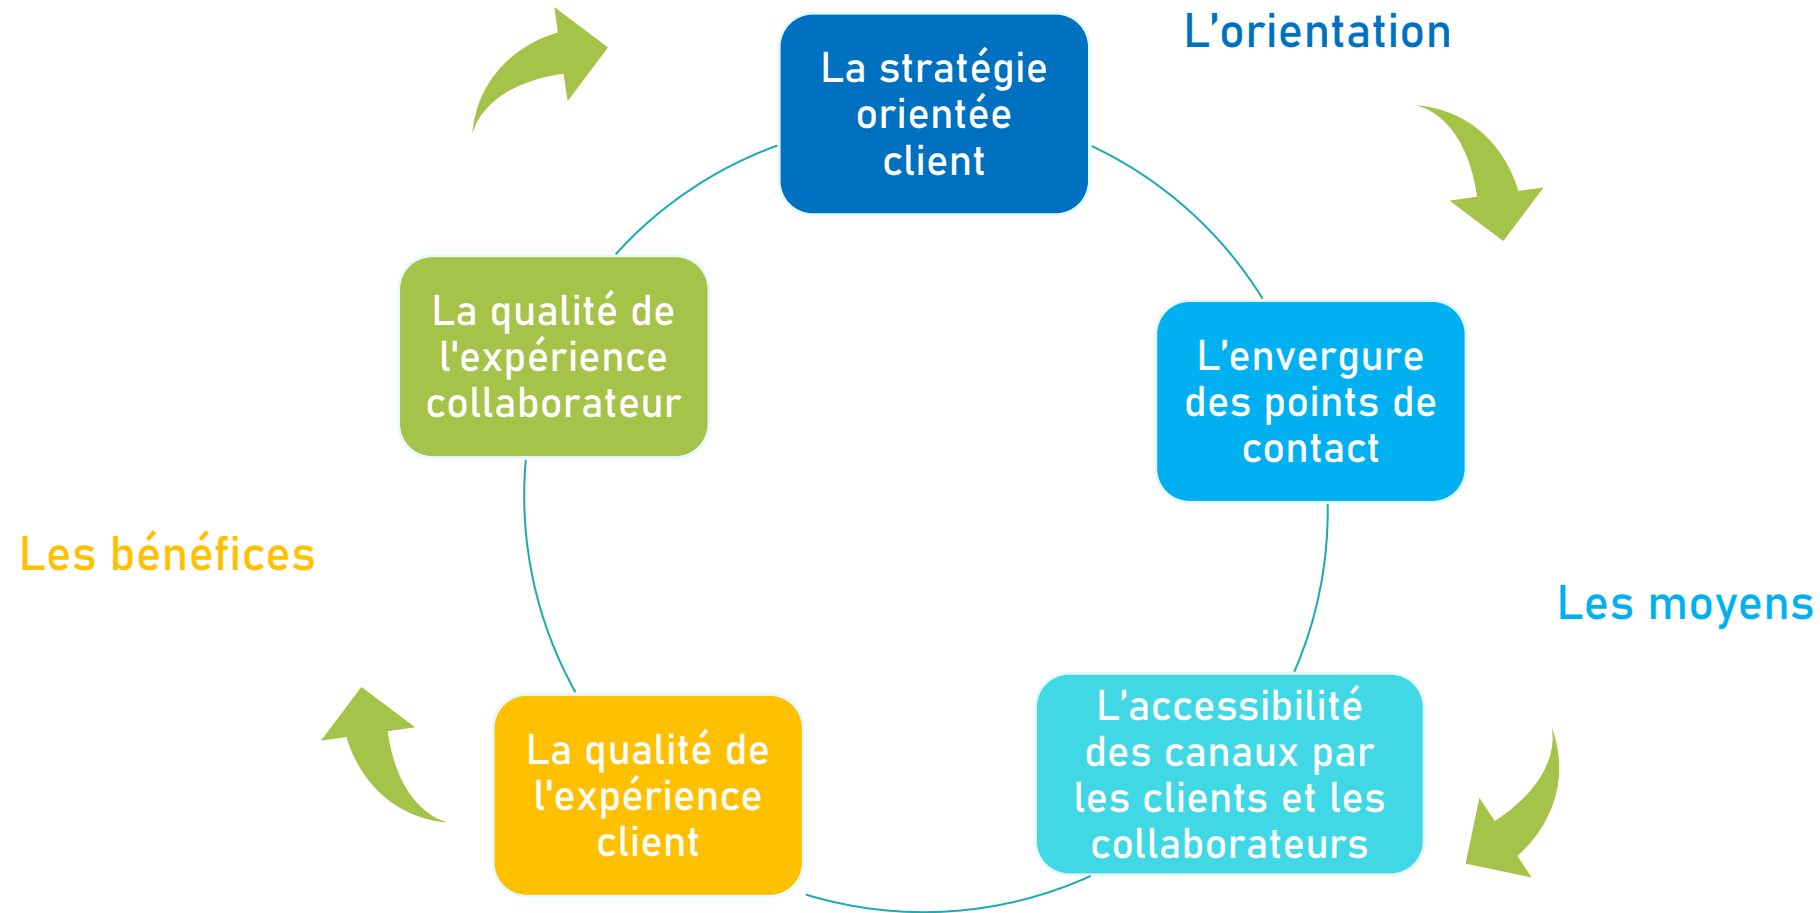 L’orientation
La stratégie
orientée
client
L’envergure
des points de
contact
Les moyens
L’accessibilité
des canaux par
les clients et les
collaborateurs
La qualité de
l'expérience
client
Les bénéfices
La qualité de
l'expérience
collaborateur